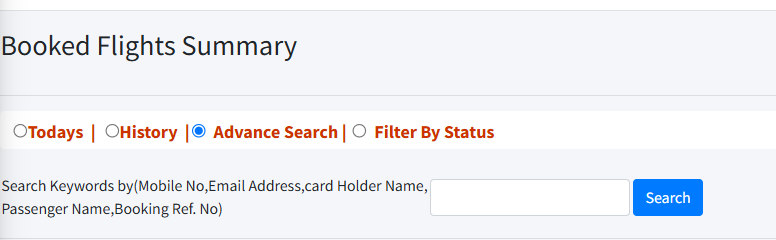 Booked Flights Summary
Todays | History | Advance Search | Filter By Status
Search Keywords by(Mobile No,Email Address,card Holder Name,
Passenger Name,Booking Ref. No)
Search